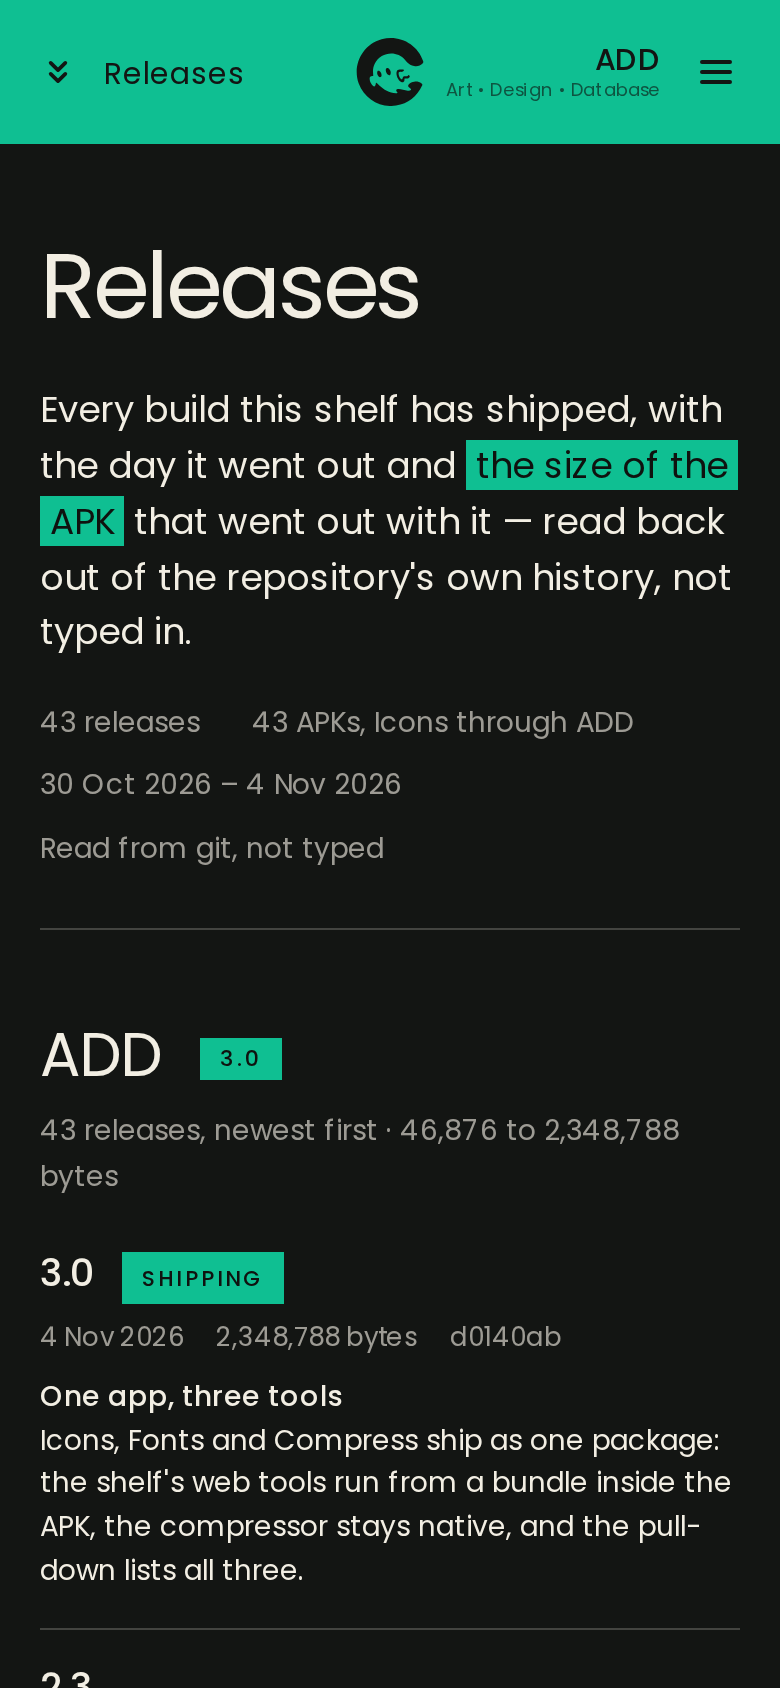 Releases
ADD
Art • Design • Database
Releases
Every build this shelf has shipped, with
the day it went out and the size of the
APK that went out with it — read back
out of the repository's own history, not
typed in.
43 releases 43 APKs, Icons through ADD
30 Oct 2026 – 4 Nov 2026
Read from git, not typed
ADD 3.0
43 releases, newest first · 46,876 to 2,348,788
bytes
3.0 SHIPPING
4 Nov 2026 2,348,788 bytes d0140ab
One app, three tools
Icons, Fonts and Compress ship as one package:
the shelf's web tools run from a bundle inside the
APK, the compressor stays native, and the pull-
down lists all three.
2.3